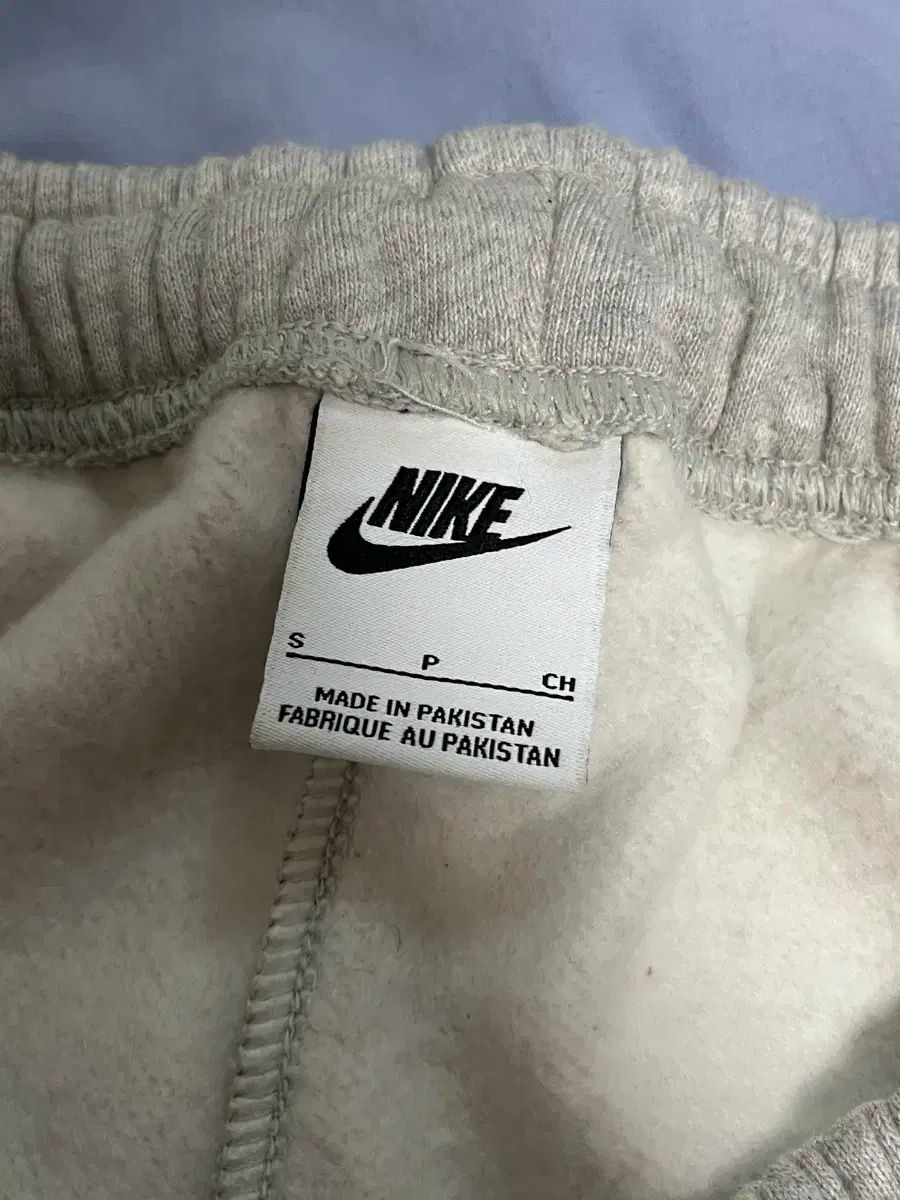 NIKE
S P CH
MADE IN PAKISTAN
FABRIQUE AU PAKISTAN